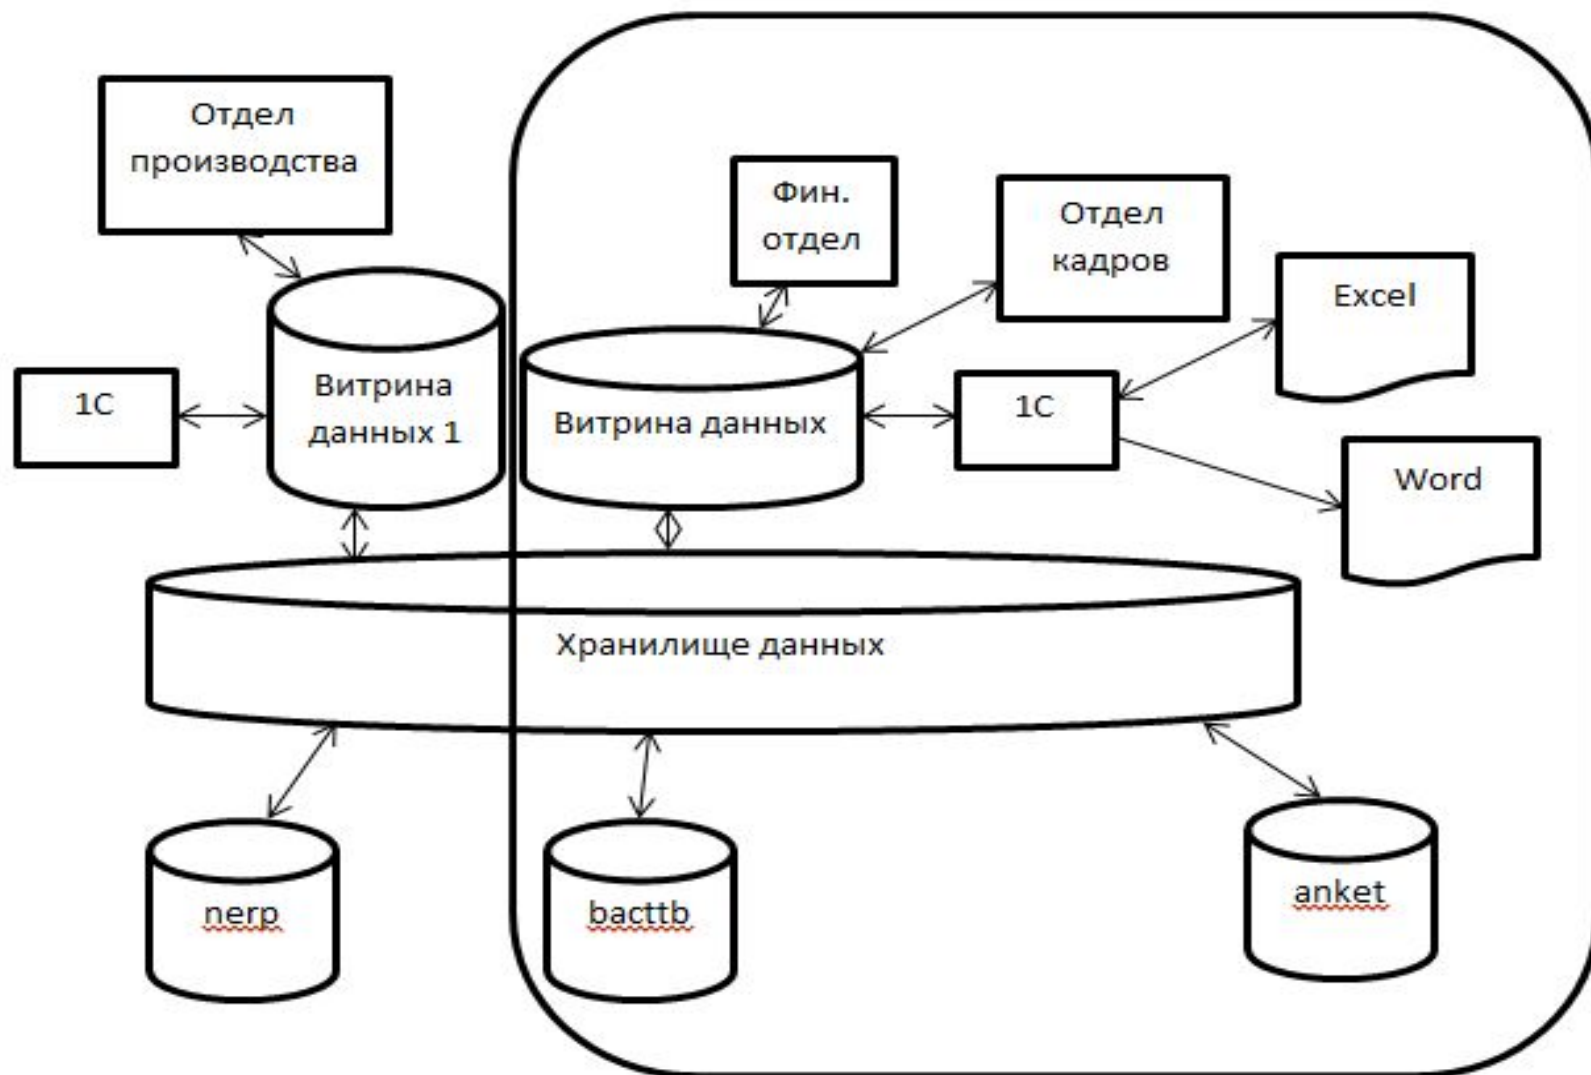 Отдел
производства
Фин.
отдел
Отдел
кадров
Excel
1С
Витрина
данных 1
Витрина данных
1С
Word
Хранилище данных
nerp
bacttb
anket